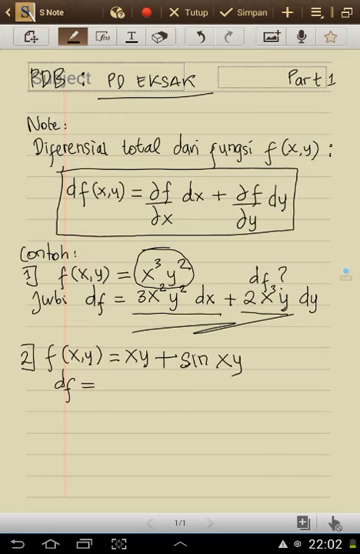 S Note
Tutup
Simpan
PDB : PD EKSAK
Part 1
Note:
Diferensial total dari fungsi f(x,y) :
df(x,y) = ∂f/∂x dx + ∂f/∂y dy
Contoh:
1] f(x,y) = x³y² df?
Jwb: df = 3x²y² dx + 2x³y dy
2] f(x,y) = xy + sin xy
df =
1/1
22:02